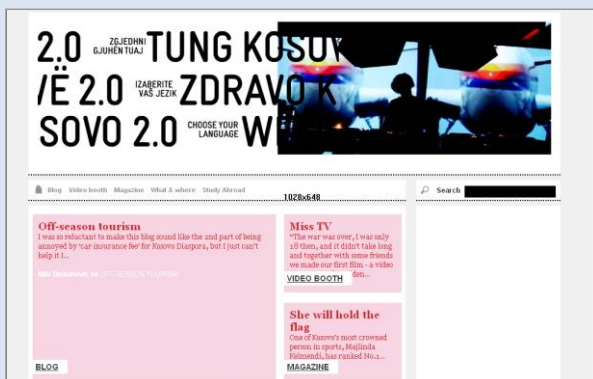 2.0 ZGJEDHNI GJUHËN TUAJ TUNG KOSOV
/Ë 2.0 IZABERITE VAŠ JEZIK ZDRAVO K
SOVO 2.0 CHOOSE YOUR LANGUAGE WE
Blog Video booth Magazine What & where Study Abroad
Search
1028x648
Off-season tourism
I was so reluctant to make this blog sound like the 2nd part of being
annoyed by 'car insurance fee' for Kosovo Diaspora, but I just can't
help it I...
OFF-SEASON TOURISM
BLOG
Miss TV
"The war was over, I was only
18 then, and it didn't take long
and together with some friends
we made our first film - a video
den...
VIDEO BOOTH
She will hold the
flag
One of Kosovo's most crowned
person in sports, Majlinda
Kelmendi, has ranked No.1...
MAGAZINE